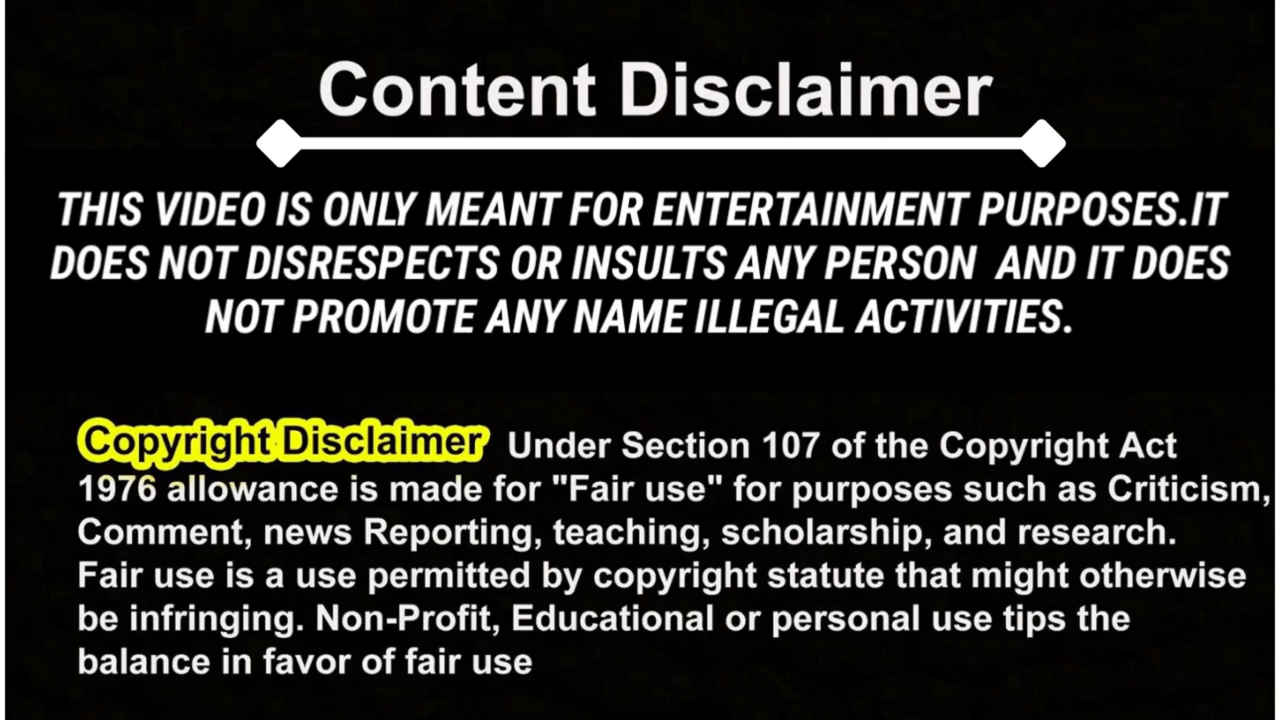 Content Disclaimer
THIS VIDEO IS ONLY MEANT FOR ENTERTAINMENT PURPOSES.IT
DOES NOT DISRESPECTS OR INSULTS ANY PERSON AND IT DOES
NOT PROMOTE ANY NAME ILLEGAL ACTIVITIES.
Copyright Disclaimer Under Section 107 of the Copyright Act
1976 allowance is made for "Fair use" for purposes such as Criticism,
Comment, news Reporting, teaching, scholarship, and research.
Fair use is a use permitted by copyright statute that might otherwise
be infringing. Non-Profit, Educational or personal use tips the
balance in favor of fair use